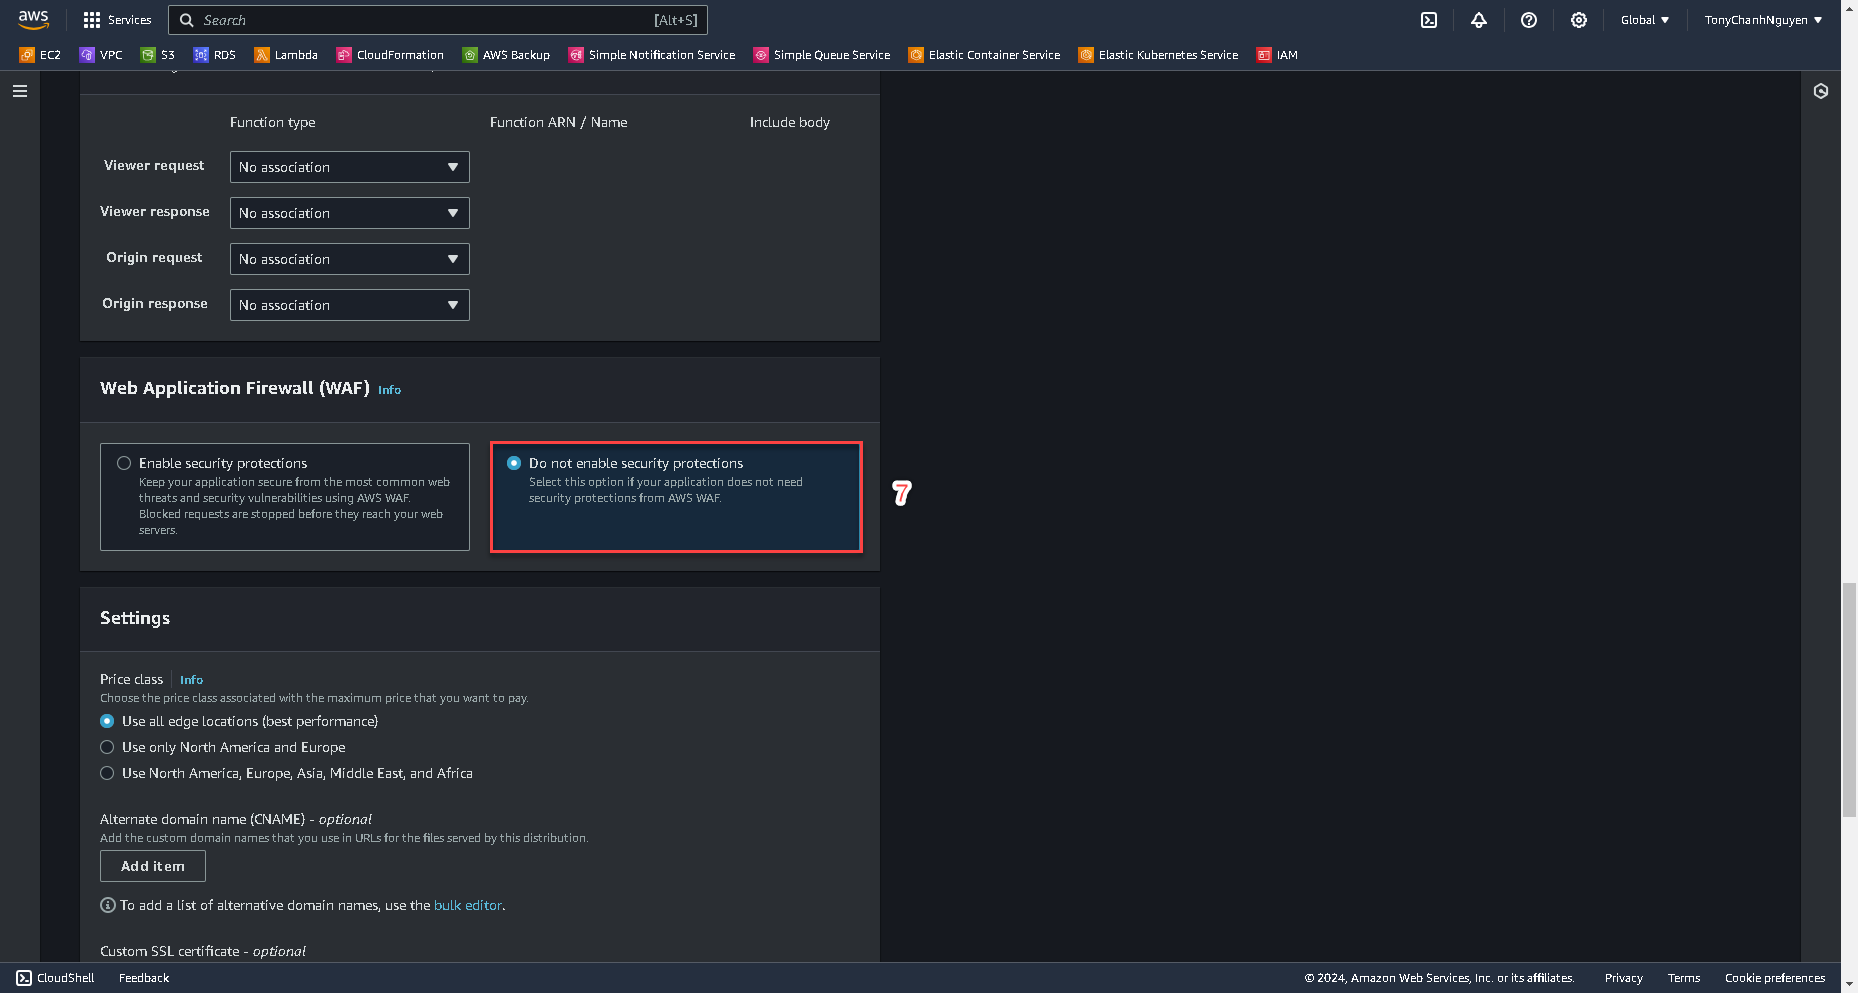 aws
Services
Search
[Alt+S]
Global
TonyChanhNguyen
EC2
VPC
S3
RDS
Lambda
CloudFormation
AWS Backup
Simple Notification Service
Simple Queue Service
Elastic Container Service
Elastic Kubernetes Service
IAM
Function type
Function ARN / Name
Include body
Viewer request
No association
Viewer response
No association
Origin request
No association
Origin response
No association
Web Application Firewall (WAF) Info
Enable security protections
Keep your application secure from the most common web
threats and security vulnerabilities using AWS WAF.
Blocked requests are stopped before they reach your web
servers.
Do not enable security protections
Select this option if your application does not need
security protections from AWS WAF.
7
Settings
Price class Info
Choose the price class associated with the maximum price that you want to pay.
Use all edge locations (best performance)
Use only North America and Europe
Use North America, Europe, Asia, Middle East, and Africa
Alternate domain name (CNAME) - optional
Add the custom domain names that you use in URLs for the files served by this distribution.
Add item
To add a list of alternative domain names, use the bulk editor.
Custom SSL certificate - optional
CloudShell
Feedback
© 2024, Amazon Web Services, Inc. or its affiliates.
Privacy
Terms
Cookie preferences